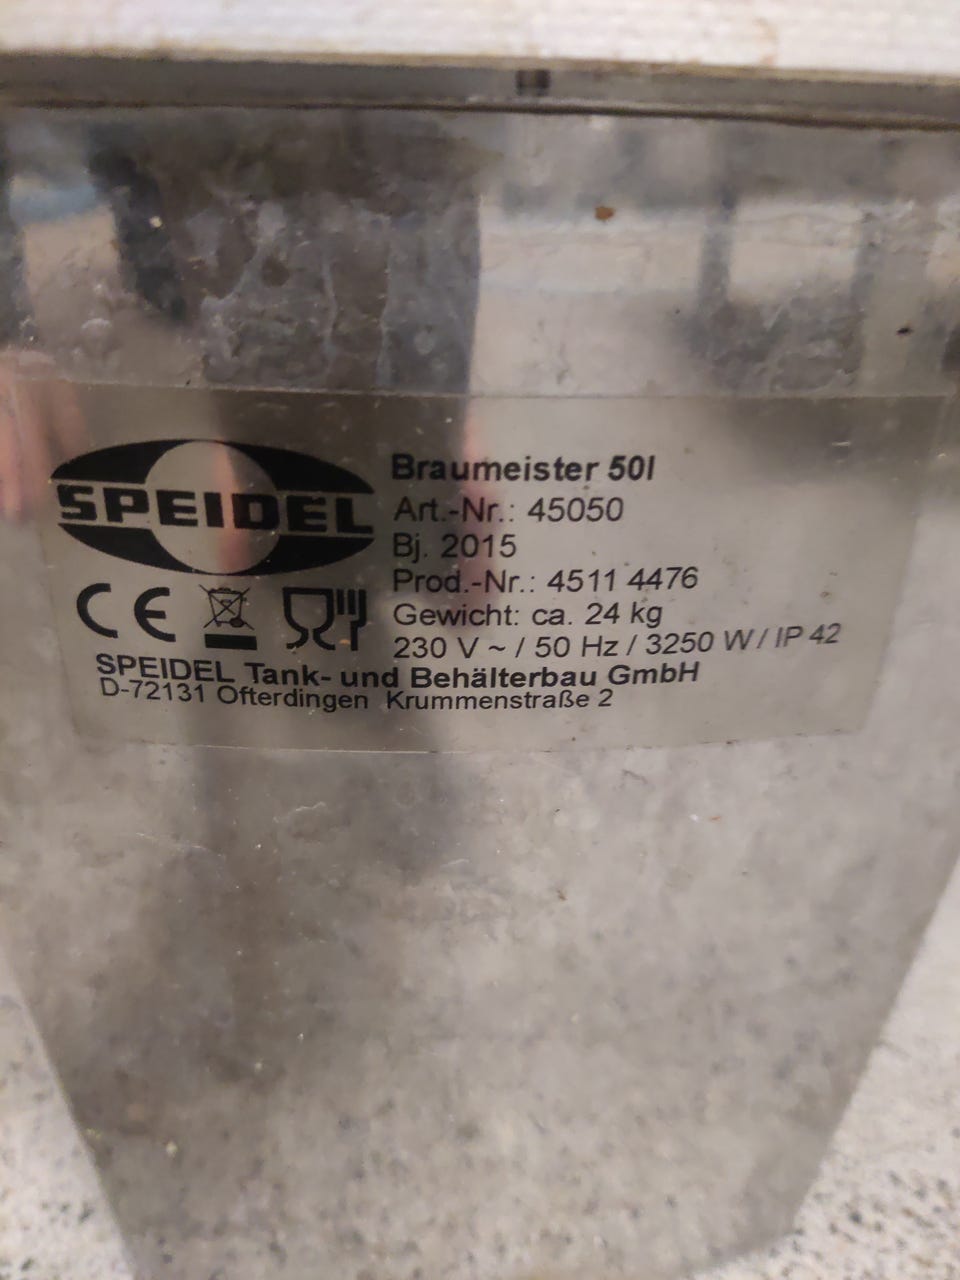 SPEIDEL
Braumeister 50l
Art.-Nr.: 45050
Bj. 2015
Prod.-Nr.: 4511 4476
Gewicht: ca. 24 kg
230 V ~ / 50 Hz / 3250 W / IP 42
CE
SPEIDEL Tank- und Behälterbau GmbH
D-72131 Ofterdingen Krummenstraße 2